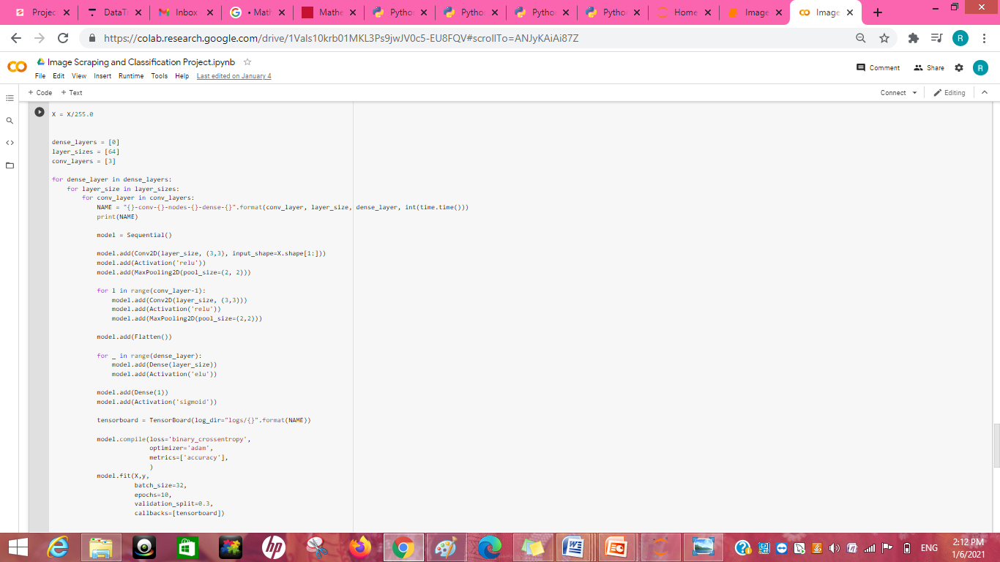 Projec
DataT
Inbox
• Mat
Mathe
Pytho
Pytho
Pytho
Pytho
Home
Image
Image
https://colab.research.google.com/drive/1Vals10krb01MKL3Ps9jwJV0c5-EU8FQV#scrollTo=ANJyKAiAi87Z
R
Image Scraping and Classification Project.ipynb
Comment
Share
R
File Edit View Insert Runtime Tools Help Last edited on January 4
+ Code + Text
Connect
Editing
X = X/255.0
dense_layers = [0]
layer_sizes = [64]
conv_layers = [3]
for dense_layer in dense_layers:
    for layer_size in layer_sizes:
        for conv_layer in conv_layers:
            NAME = "{}-conv-{}-nodes-{}-dense-{}".format(conv_layer, layer_size, dense_layer, int(time.time()))
            print(NAME)
            model = Sequential()
            model.add(Conv2D(layer_size, (3,3), input_shape=X.shape[1:]))
            model.add(Activation('relu'))
            model.add(MaxPooling2D(pool_size=(2, 2)))
            for l in range(conv_layer-1):
                model.add(Conv2D(layer_size, (3,3)))
                model.add(Activation('relu'))
                model.add(MaxPooling2D(pool_size=(2,2)))
            model.add(Flatten())
            for _ in range(dense_layer):
                model.add(Dense(layer_size))
                model.add(Activation('elu'))
            model.add(Dense(1))
            model.add(Activation('sigmoid'))
            tensorboard = TensorBoard(log_dir="logs/{}".format(NAME))
            model.compile(loss='binary_crossentropy',
                          optimizer='adam',
                          metrics=['accuracy'],
                          )
            model.fit(X,y,
                      batch_size=32,
                      epochs=10,
                      validation_split=0.3,
                      callbacks=[tensorboard])
ENG
2:12 PM
1/6/2021